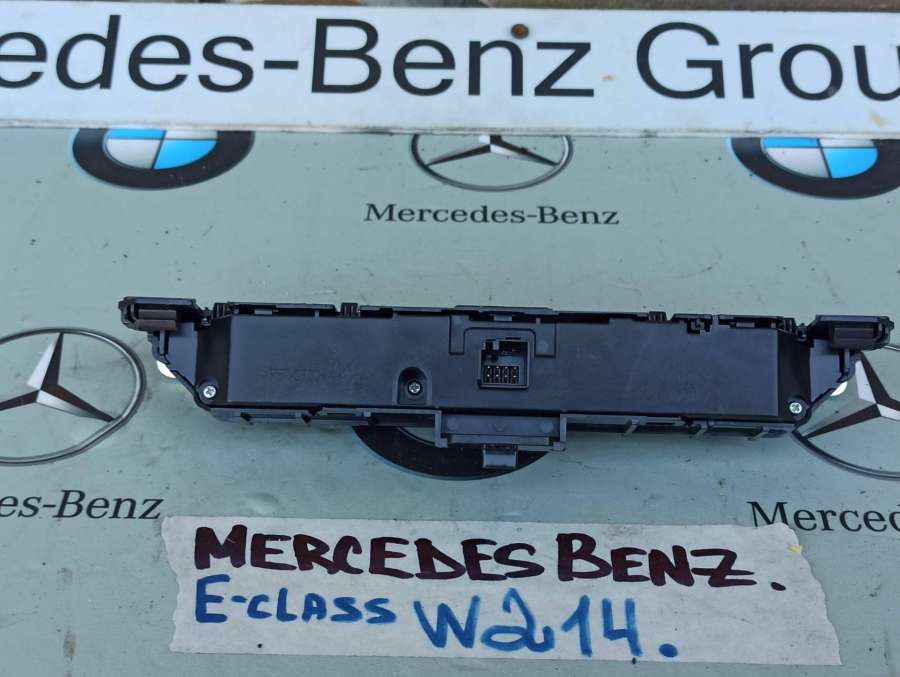 edes-Benz Grou
Mercedes-Benz
es-Benz
Merced
MERCEDES BENZ.
E-CLASS W214.